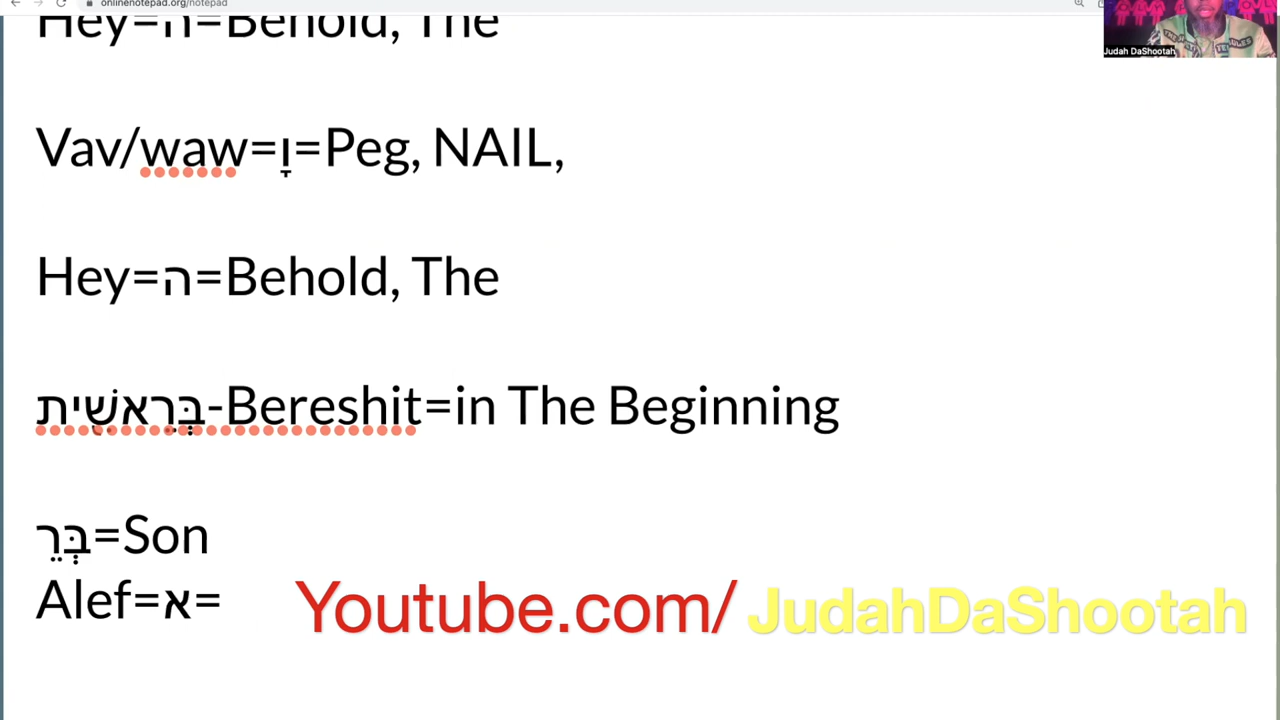 onlinenotepad.org/notepad
Hey=ה=Behold, The
Judah DaShootah
Vav/waw=וָ=Peg, NAIL,
Hey=ה=Behold, The
בְּרֵאשִׁית-Bereshit=in The Beginning
בְּרֵ=Son
Alef=א=
Youtube.com/ JudahDaShootah